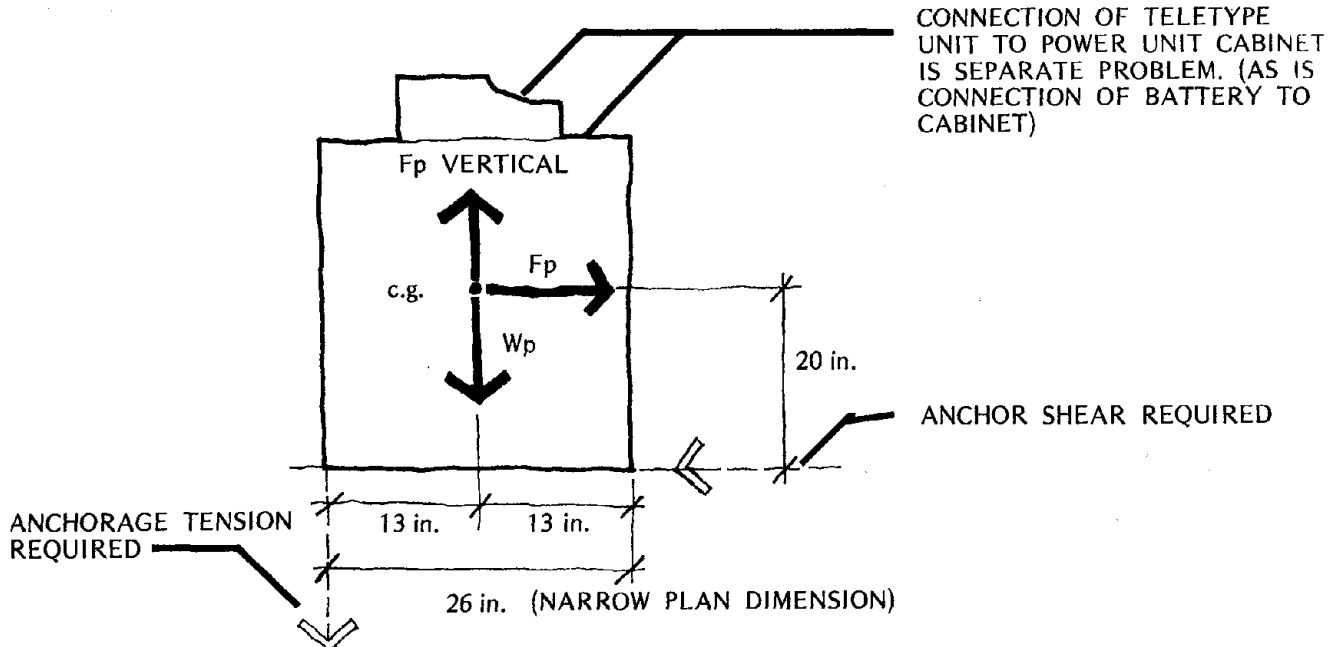 CONNECTION OF TELETYPE
UNIT TO POWER UNIT CABINET
IS SEPARATE PROBLEM. (AS IS
CONNECTION OF BATTERY TO
CABINET)
Fp VERTICAL
Fp
c.g.
Wp
20 in.
ANCHOR SHEAR REQUIRED
13 in.
13 in.
ANCHORAGE TENSION
REQUIRED
26 in. (NARROW PLAN DIMENSION)